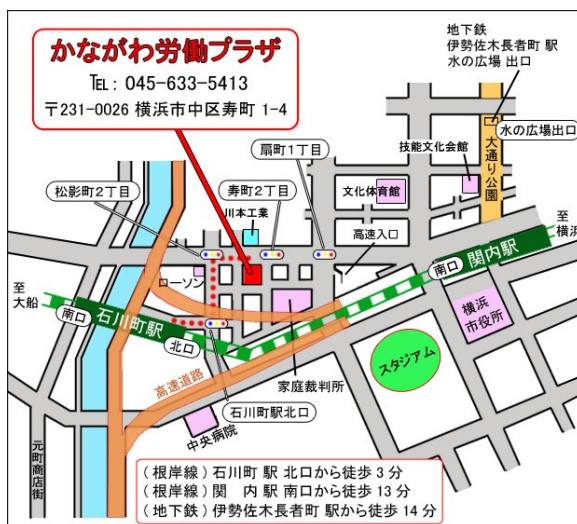 かながわ労働プラザ
TEL: 045-633-5413
〒231-0026 横浜市中区寿町 1-4
地下鉄
伊勢佐木長者町 駅
水の広場 出口
水の広場出口
大通り公園
技能文化会館
扇町1丁目
文化体育館
松影町2丁目
寿町2丁目
川本工業
高速入口
至
横浜
関内駅
南口
ローソン
至
大船
南口
石川町駅
北口
横浜
市役所
スタジアム
家庭裁判所
高速道路
石川町駅北口
中央病院
元町商店街
(根岸線) 石川町 駅 北口から徒歩 3 分
(根岸線) 関 内 駅 南口から徒歩 13 分
(地下鉄) 伊勢佐木長者町 駅から徒歩 14 分